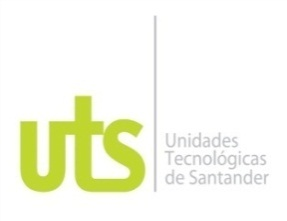 uts
Unidades
Tecnológicas
de Santander